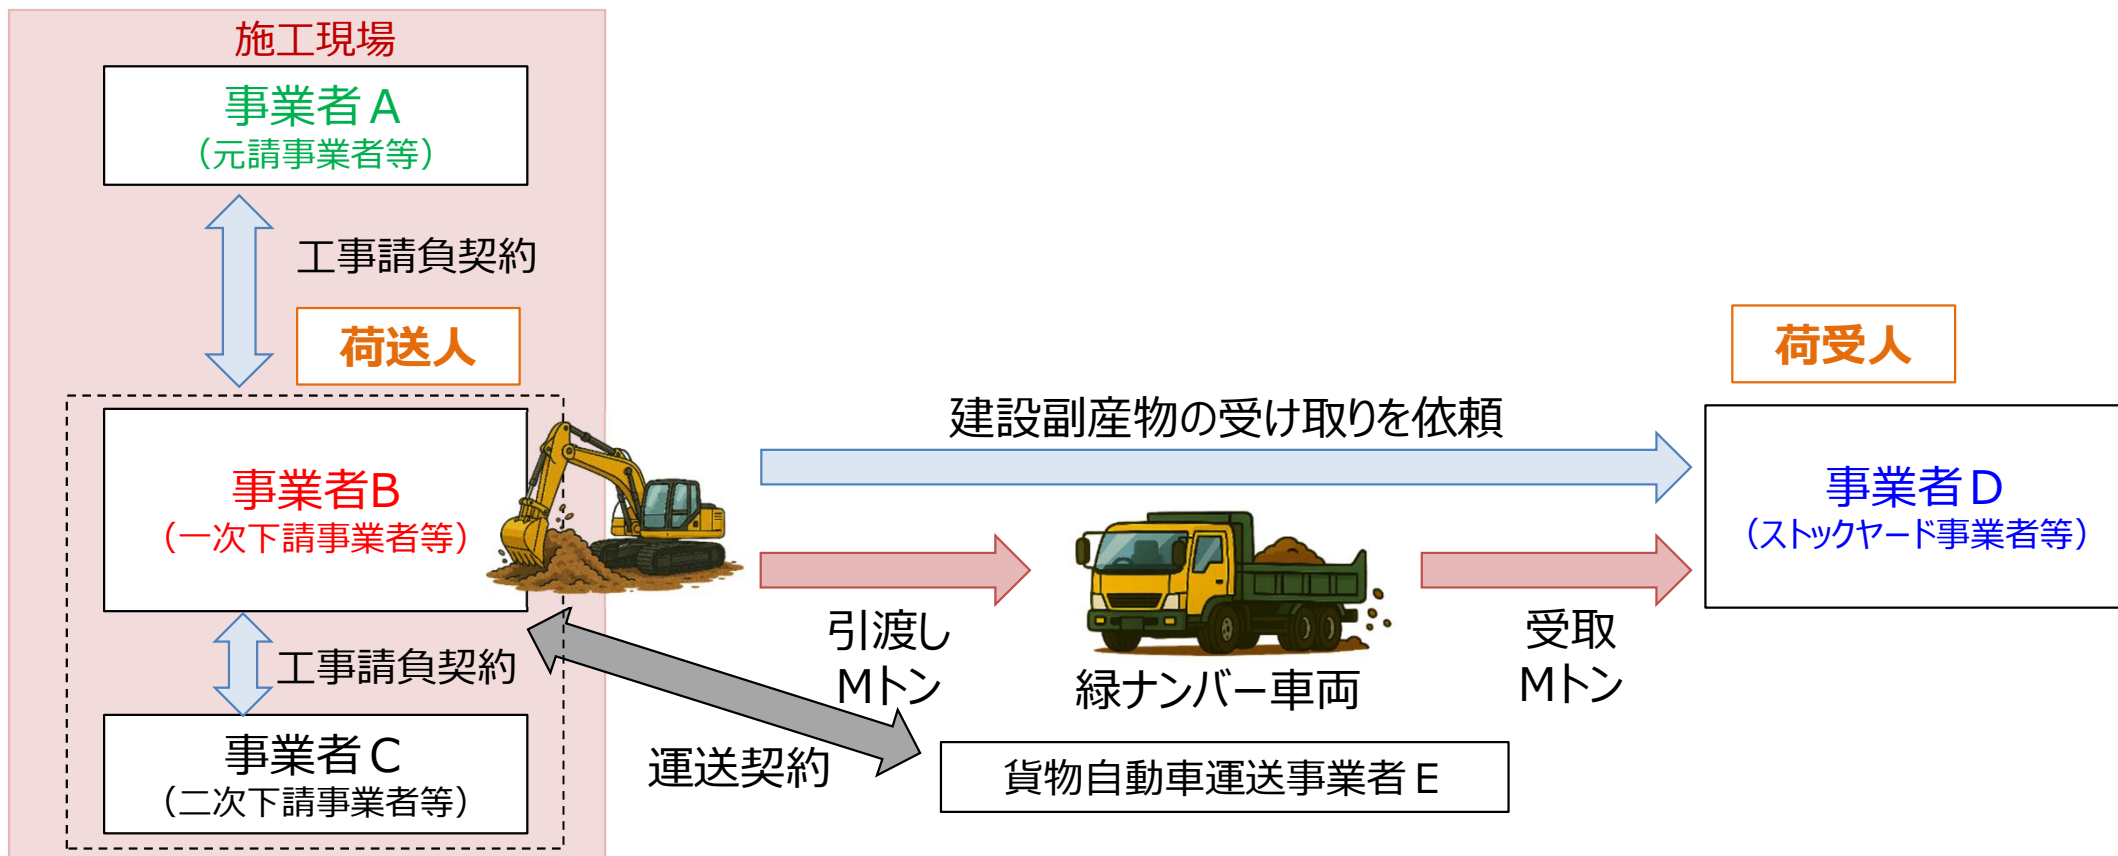 施工現場
事業者A
（元請事業者等）
工事請負契約
荷送人
荷受人
建設副産物の受け取りを依頼
事業者B
（一次下請事業者等）
事業者D
（ストックヤード事業者等）
引渡し
Mトン
緑ナンバー車両
受取
Mトン
工事請負契約
事業者C
（二次下請事業者等）
運送契約
貨物自動車運送事業者E